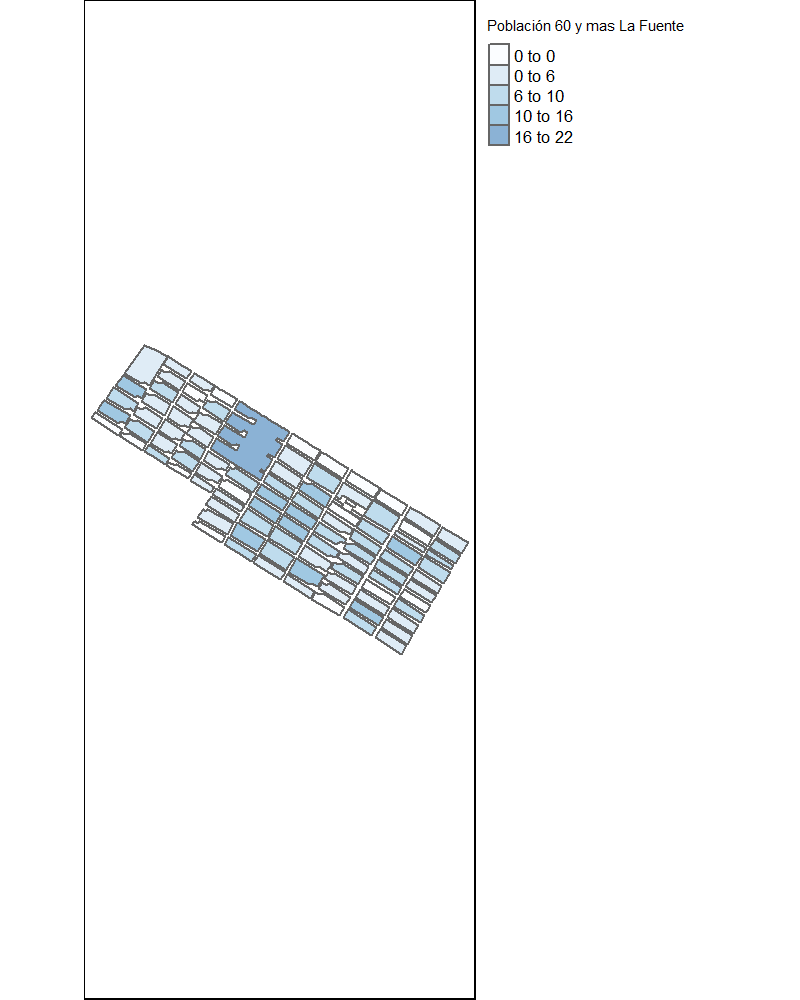 Población 60 y mas La Fuente
0 to 0
0 to 6
6 to 10
10 to 16
16 to 22